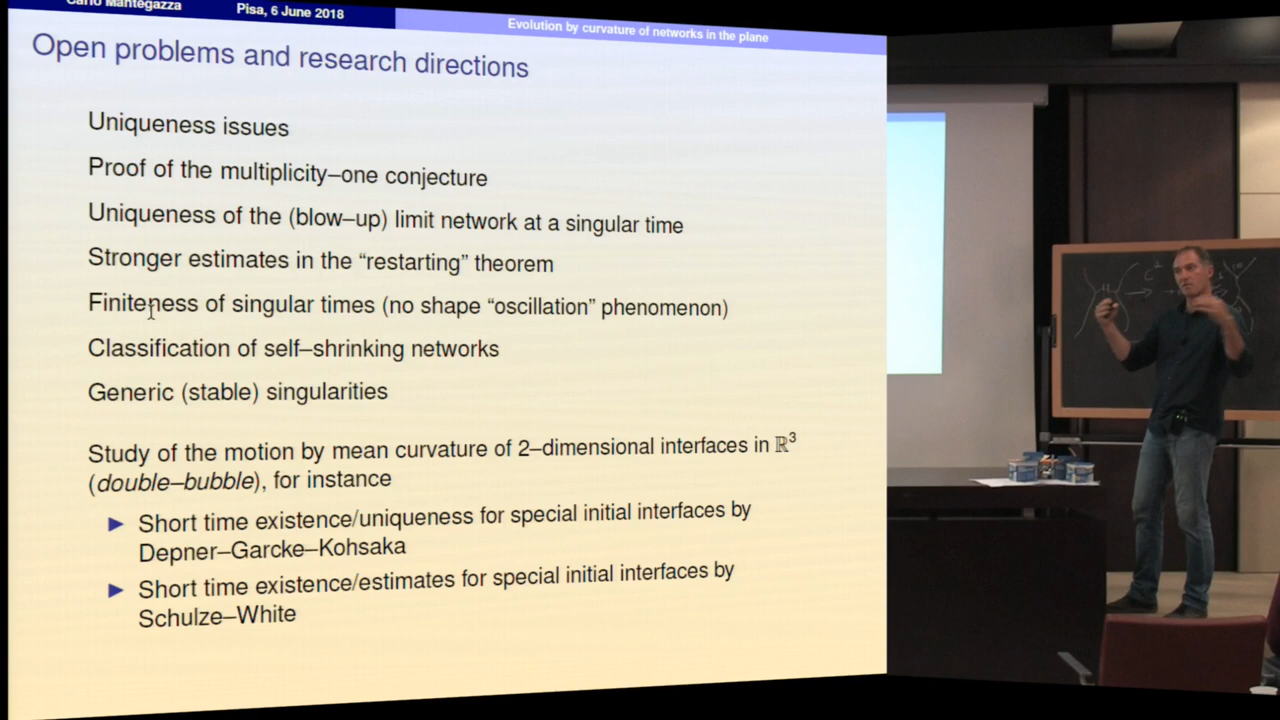 Carlo Mantegazza Pisa, 6 June 2018 Evolution by curvature of networks in the plane
Open problems and research directions
Uniqueness issues
Proof of the multiplicity–one conjecture
Uniqueness of the (blow–up) limit network at a singular time
Stronger estimates in the “restarting” theorem
Finiteness of singular times (no shape “oscillation” phenomenon)
Classification of self–shrinking networks
Generic (stable) singularities
Study of the motion by mean curvature of 2–dimensional interfaces in ℝ³
(double–bubble), for instance
▶ Short time existence/uniqueness for special initial interfaces by
Depner–Garcke–Kohsaka
▶ Short time existence/estimates for special initial interfaces by
Schulze–White